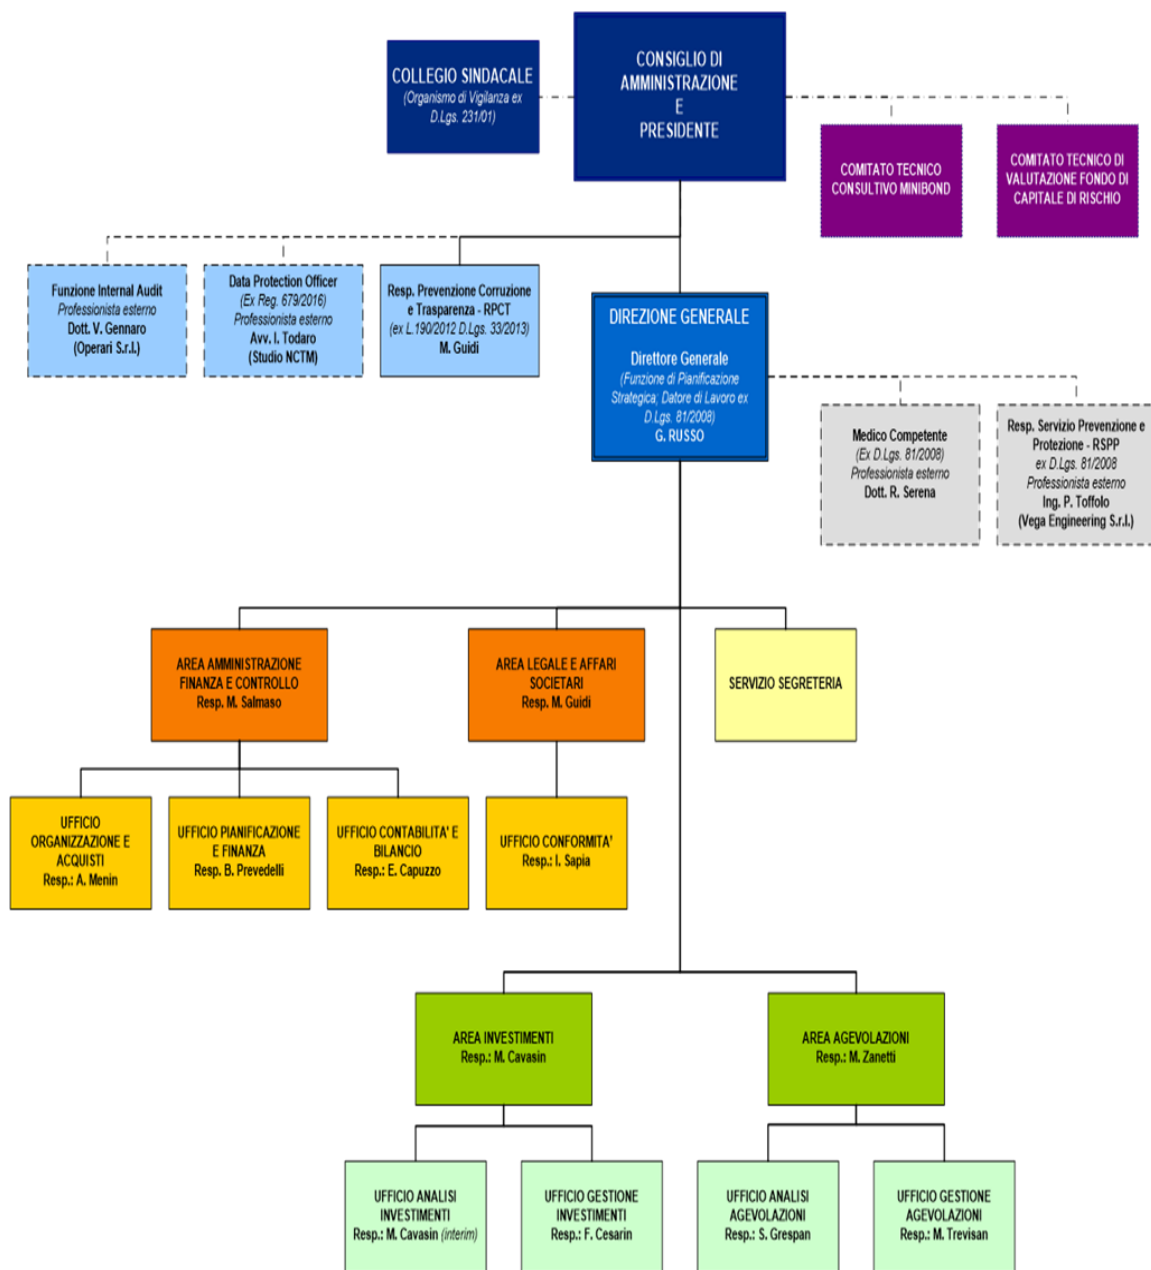 COLLEGIO SINDACALE
(Organismo di Vigilanza ex
D.Lgs. 231/01)
CONSIGLIO DI
AMMINISTRAZIONE
E
PRESIDENTE
COMITATO TECNICO
CONSULTIVO MINIBOND
COMITATO TECNICO DI
VALUTAZIONE FONDO DI
CAPITALE DI RISCHIO
Funzione Internal Audit
Professionista esterno
Dott. V. Gennaro
(Operari S.r.l.)
Data Protection Officer
(Ex Reg. 679/2016)
Professionista esterno
Avv. I. Todaro
(Studio NCTM)
Resp. Prevenzione Corruzione
e Trasparenza - RPCT
(ex L.190/2012 D.Lgs. 33/2013)
M. Guidi
DIREZIONE GENERALE
Direttore Generale
(Funzione di Pianificazione
Strategica; Datore di Lavoro ex
D.Lgs. 81/2008)
G. RUSSO
Medico Competente
(Ex D.Lgs. 81/2008)
Professionista esterno
Dott. R. Serena
Resp. Servizio Prevenzione e
Protezione - RSPP
ex D.Lgs. 81/2008
Professionista esterno
Ing. P. Toffolo
(Vega Engineering S.r.l.)
AREA AMMINISTRAZIONE
FINANZA E CONTROLLO
Resp. M. Salmaso
AREA LEGALE E AFFARI
SOCIETARI
Resp. M. Guidi
SERVIZIO SEGRETERIA
UFFICIO
ORGANIZZAZIONE E
ACQUISTI
Resp.: A. Menin
UFFICIO PIANIFICAZIONE
E FINANZA
Resp. B. Prevedelli
UFFICIO CONTABILITA' E
BILANCIO
Resp.: E. Capuzzo
UFFICIO CONFORMITA'
Resp.: I. Sapia
AREA INVESTIMENTI
Resp.: M. Cavasin
AREA AGEVOLAZIONI
Resp.: M. Zanetti
UFFICIO ANALISI
INVESTIMENTI
Resp.: M. Cavasin (interim)
UFFICIO GESTIONE
INVESTIMENTI
Resp.: F. Cesarin
UFFICIO ANALISI
AGEVOLAZIONI
Resp.: S. Grespan
UFFICIO GESTIONE
AGEVOLAZIONI
Resp.: M. Trevisan